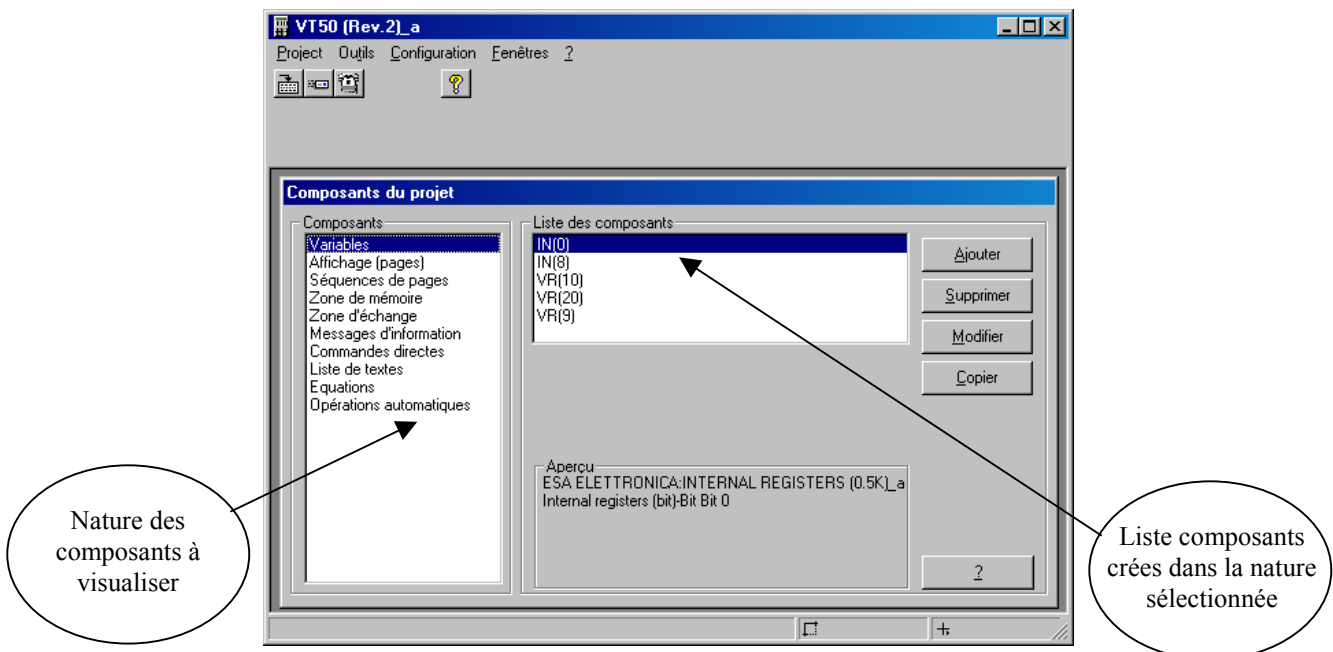 VT50 (Rev.2)_a
Project Outils Configuration Fenêtres ?
Composants du projet
Composants
Variables
Affichage (pages)
Séquences de pages
Zone de mémoire
Zone d'échange
Messages d'information
Commandes directes
Liste de textes
Equations
Opérations automatiques
Liste des composants
IN(0)
IN(8)
VR(10)
VR(20)
VR(9)
Ajouter
Supprimer
Modifier
Copier
Aperçu
ESA ELETTRONICA:INTERNAL REGISTERS (0.5K)_a
Internal registers (bit)-Bit Bit 0
?
Nature des
composants à
visualiser
Liste composants
crées dans la nature
sélectionnée